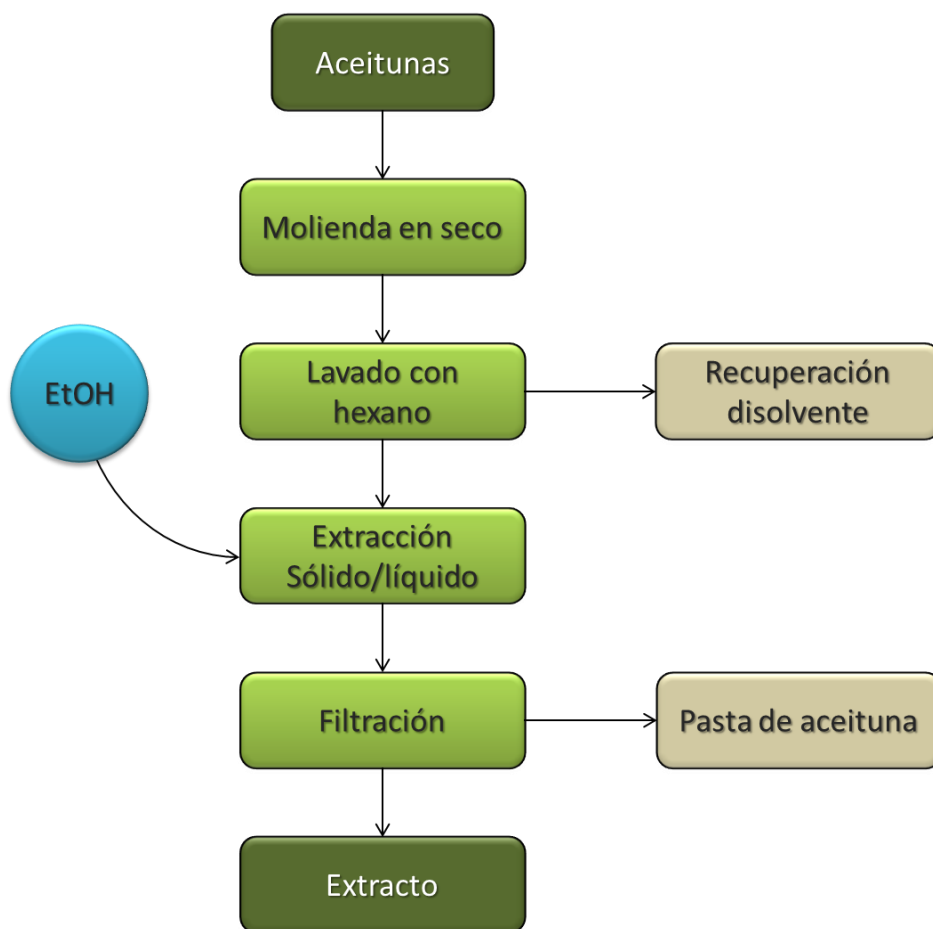 Aceitunas
Molienda en seco
Lavado con
hexano
Recuperación
disolvente
EtOH
Extracción
Sólido/líquido
Filtración
Pasta de aceituna
Extracto